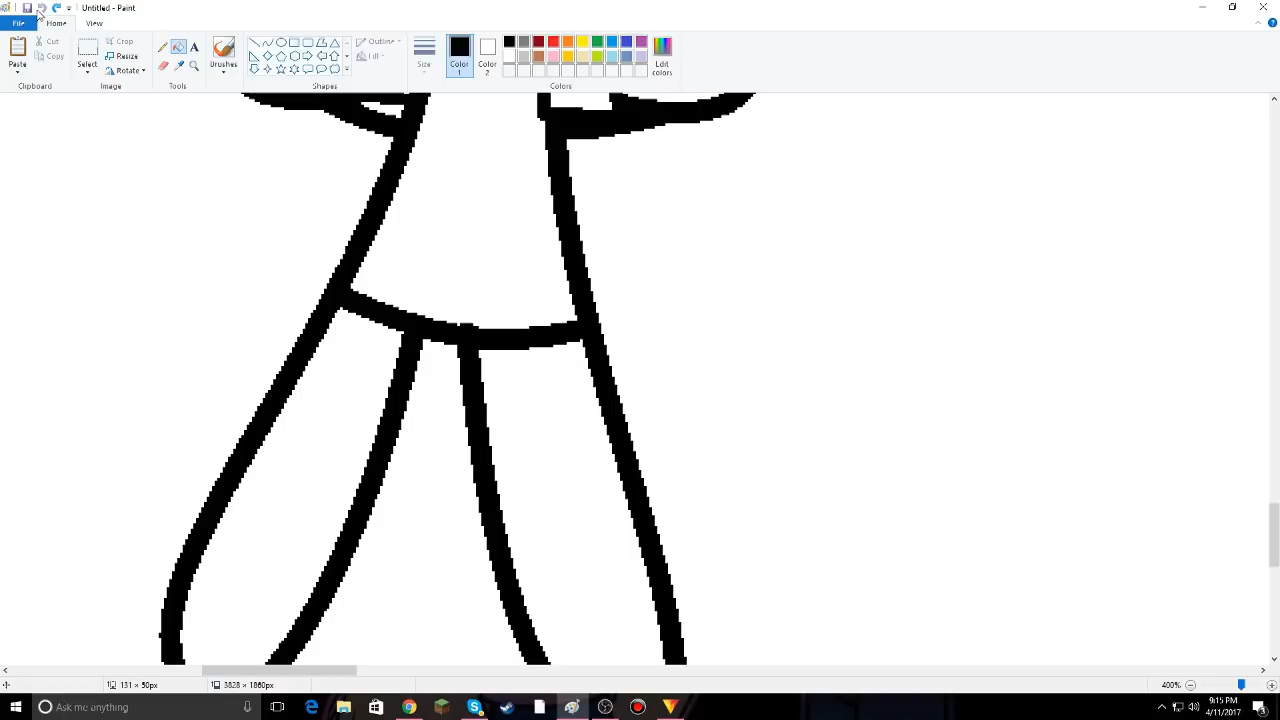 Untitled - Paint
File Home View
Paste
Cut
Copy
Clipboard
Select
Crop
Resize
Rotate
Image
A
Tools
Brushes
Shapes
Outline
Fill
Size
Color 1
Color 2
Edit colors
Colors
131 × 50px
3828 × 1860px
400%
Ask me anything
9:15 PM
4/11/2017